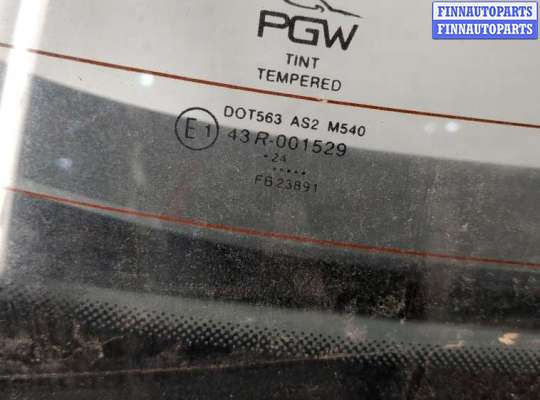 FINNAUTOPARTS
FINNAUTOPARTS
PGW
TINT
TEMPERED
DOT563 AS2 M540
E1 43R-001529
.24
.....
FB23891